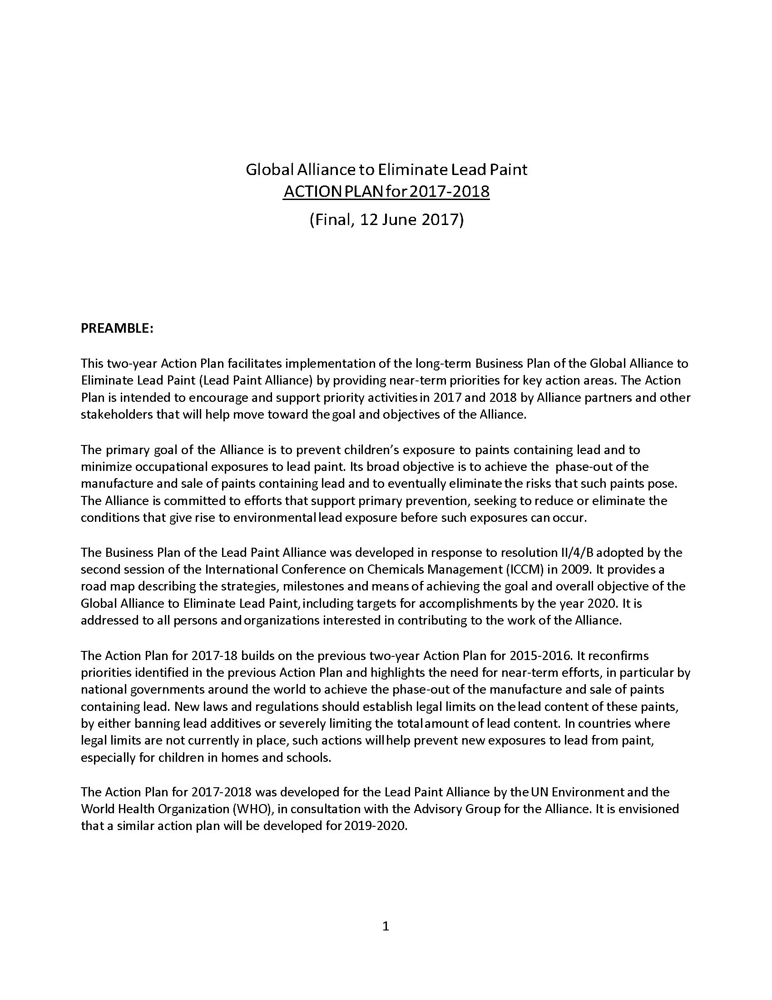 Global Alliance to Eliminate Lead Paint
ACTION PLAN for 2017-2018
(Final, 12 June 2017)
PREAMBLE:
This two-year Action Plan facilitates implementation of the long-term Business Plan of the Global Alliance to
Eliminate Lead Paint (Lead Paint Alliance) by providing near-term priorities for key action areas. The Action
Plan is intended to encourage and support priority activities in 2017 and 2018 by Alliance partners and other
stakeholders that will help move toward the goal and objectives of the Alliance.
The primary goal of the Alliance is to prevent children’s exposure to paints containing lead and to
minimize occupational exposures to lead paint. Its broad objective is to achieve the phase-out of the
manufacture and sale of paints containing lead and to eventually eliminate the risks that such paints pose.
The Alliance is committed to efforts that support primary prevention, seeking to reduce or eliminate the
conditions that give rise to environmental lead exposure before such exposures can occur.
The Business Plan of the Lead Paint Alliance was developed in response to resolution II/4/B adopted by the
second session of the International Conference on Chemicals Management (ICCM) in 2009. It provides a
road map describing the strategies, milestones and means of achieving the goal and overall objective of the
Global Alliance to Eliminate Lead Paint, including targets for accomplishments by the year 2020. It is
addressed to all persons and organizations interested in contributing to the work of the Alliance.
The Action Plan for 2017-18 builds on the previous two-year Action Plan for 2015-2016. It reconfirms
priorities identified in the previous Action Plan and highlights the need for near-term efforts, in particular by
national governments around the world to achieve the phase-out of the manufacture and sale of paints
containing lead. New laws and regulations should establish legal limits on the lead content of these paints,
by either banning lead additives or severely limiting the total amount of lead content. In countries where
legal limits are not currently in place, such actions will help prevent new exposures to lead from paint,
especially for children in homes and schools.
The Action Plan for 2017-2018 was developed for the Lead Paint Alliance by the UN Environment and the
World Health Organization (WHO), in consultation with the Advisory Group for the Alliance. It is envisioned
that a similar action plan will be developed for 2019-2020.
1